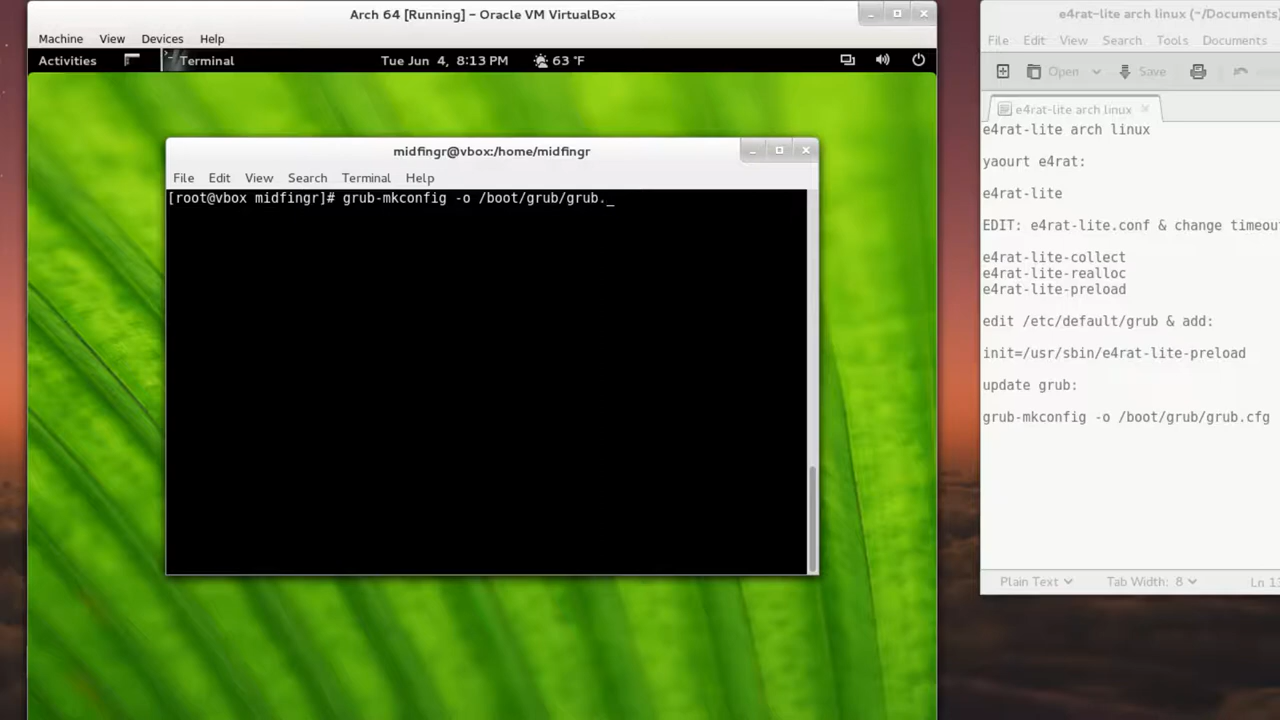 Arch 64 [Running] – Oracle VM VirtualBox
Machine View Devices Help
Activities Terminal Tue Jun 4, 8:13 PM 63 °F
midfingr@vbox:/home/midfingr
File Edit View Search Terminal Help
[root@vbox midfingr]# grub-mkconfig -o /boot/grub/grub._
e4rat-lite arch linux (~/Documents)
File Edit View Search Tools Documents
Open Save
e4rat-lite arch linux
e4rat-lite arch linux
yaourt e4rat:
e4rat-lite
EDIT: e4rat-lite.conf & change timeout
e4rat-lite-collect
e4rat-lite-realloc
e4rat-lite-preload
edit /etc/default/grub & add:
init=/usr/sbin/e4rat-lite-preload
update grub:
grub-mkconfig -o /boot/grub/grub.cfg
Plain Text Tab Width: 8 Ln 1